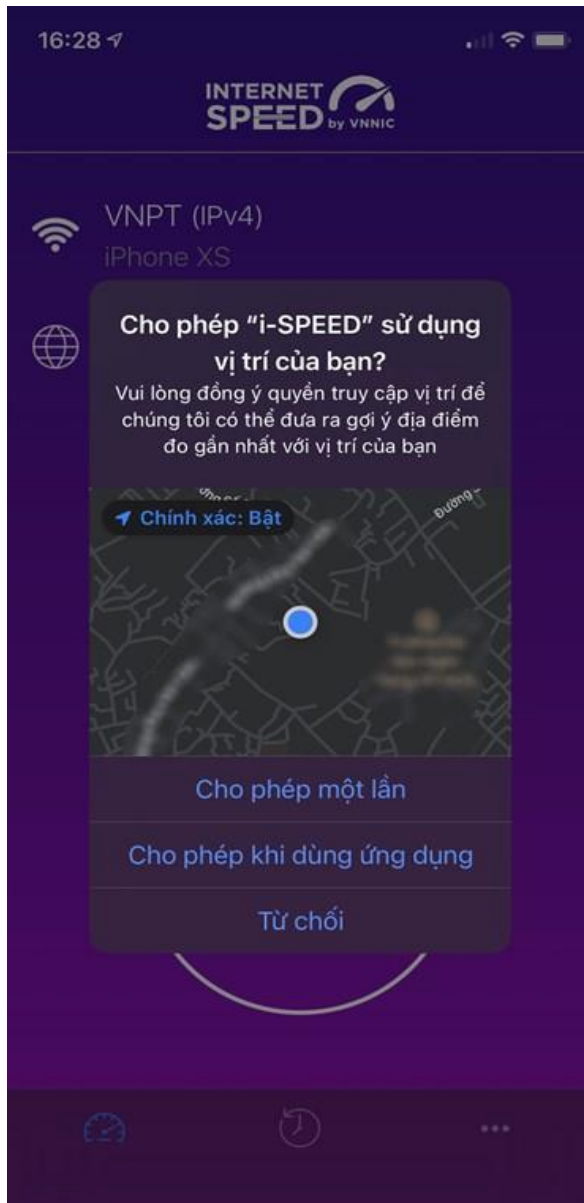 16:28
INTERNET
SPEED by VNNIC
VNPT (IPv4)
iPhone XS
Cho phép “i-SPEED” sử dụng
vị trí của bạn?
Vui lòng đồng ý quyền truy cập vị trí để
chúng tôi có thể đưa ra gợi ý địa điểm
đo gần nhất với vị trí của bạn
Chính xác: Bật
Đường
Cho phép một lần
Cho phép khi dùng ứng dụng
Từ chối